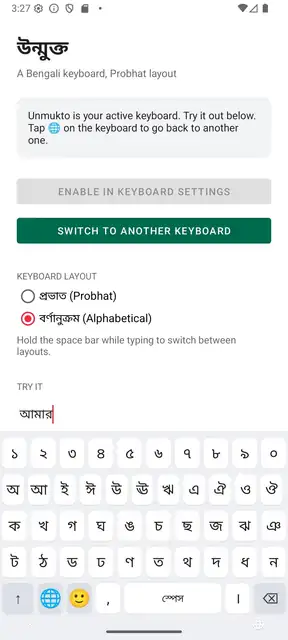 3:27
উন্মুক্ত
A Bengali keyboard, Probhat layout
Unmukto is your active keyboard. Try it out below.
Tap 🌐 on the keyboard to go back to another
one.
ENABLE IN KEYBOARD SETTINGS
SWITCH TO ANOTHER KEYBOARD
KEYBOARD LAYOUT
প্রভাত (Probhat)
বর্ণানুক্রম (Alphabetical)
Hold the space bar while typing to switch between
layouts.
TRY IT
আমার
১ ২ ৩ ৪ ৫ ৬ ৭ ৮ ৯ ০
অ আ ই ঈ উ ঊ ঋ এ ঐ ও ঔ
ক খ গ ঘ ঙ চ ছ জ ঝ ঞ
ট ঠ ড ঢ ণ ত থ দ ধ ন
↑ 🌐 🙂 , স্পেস । ⌫